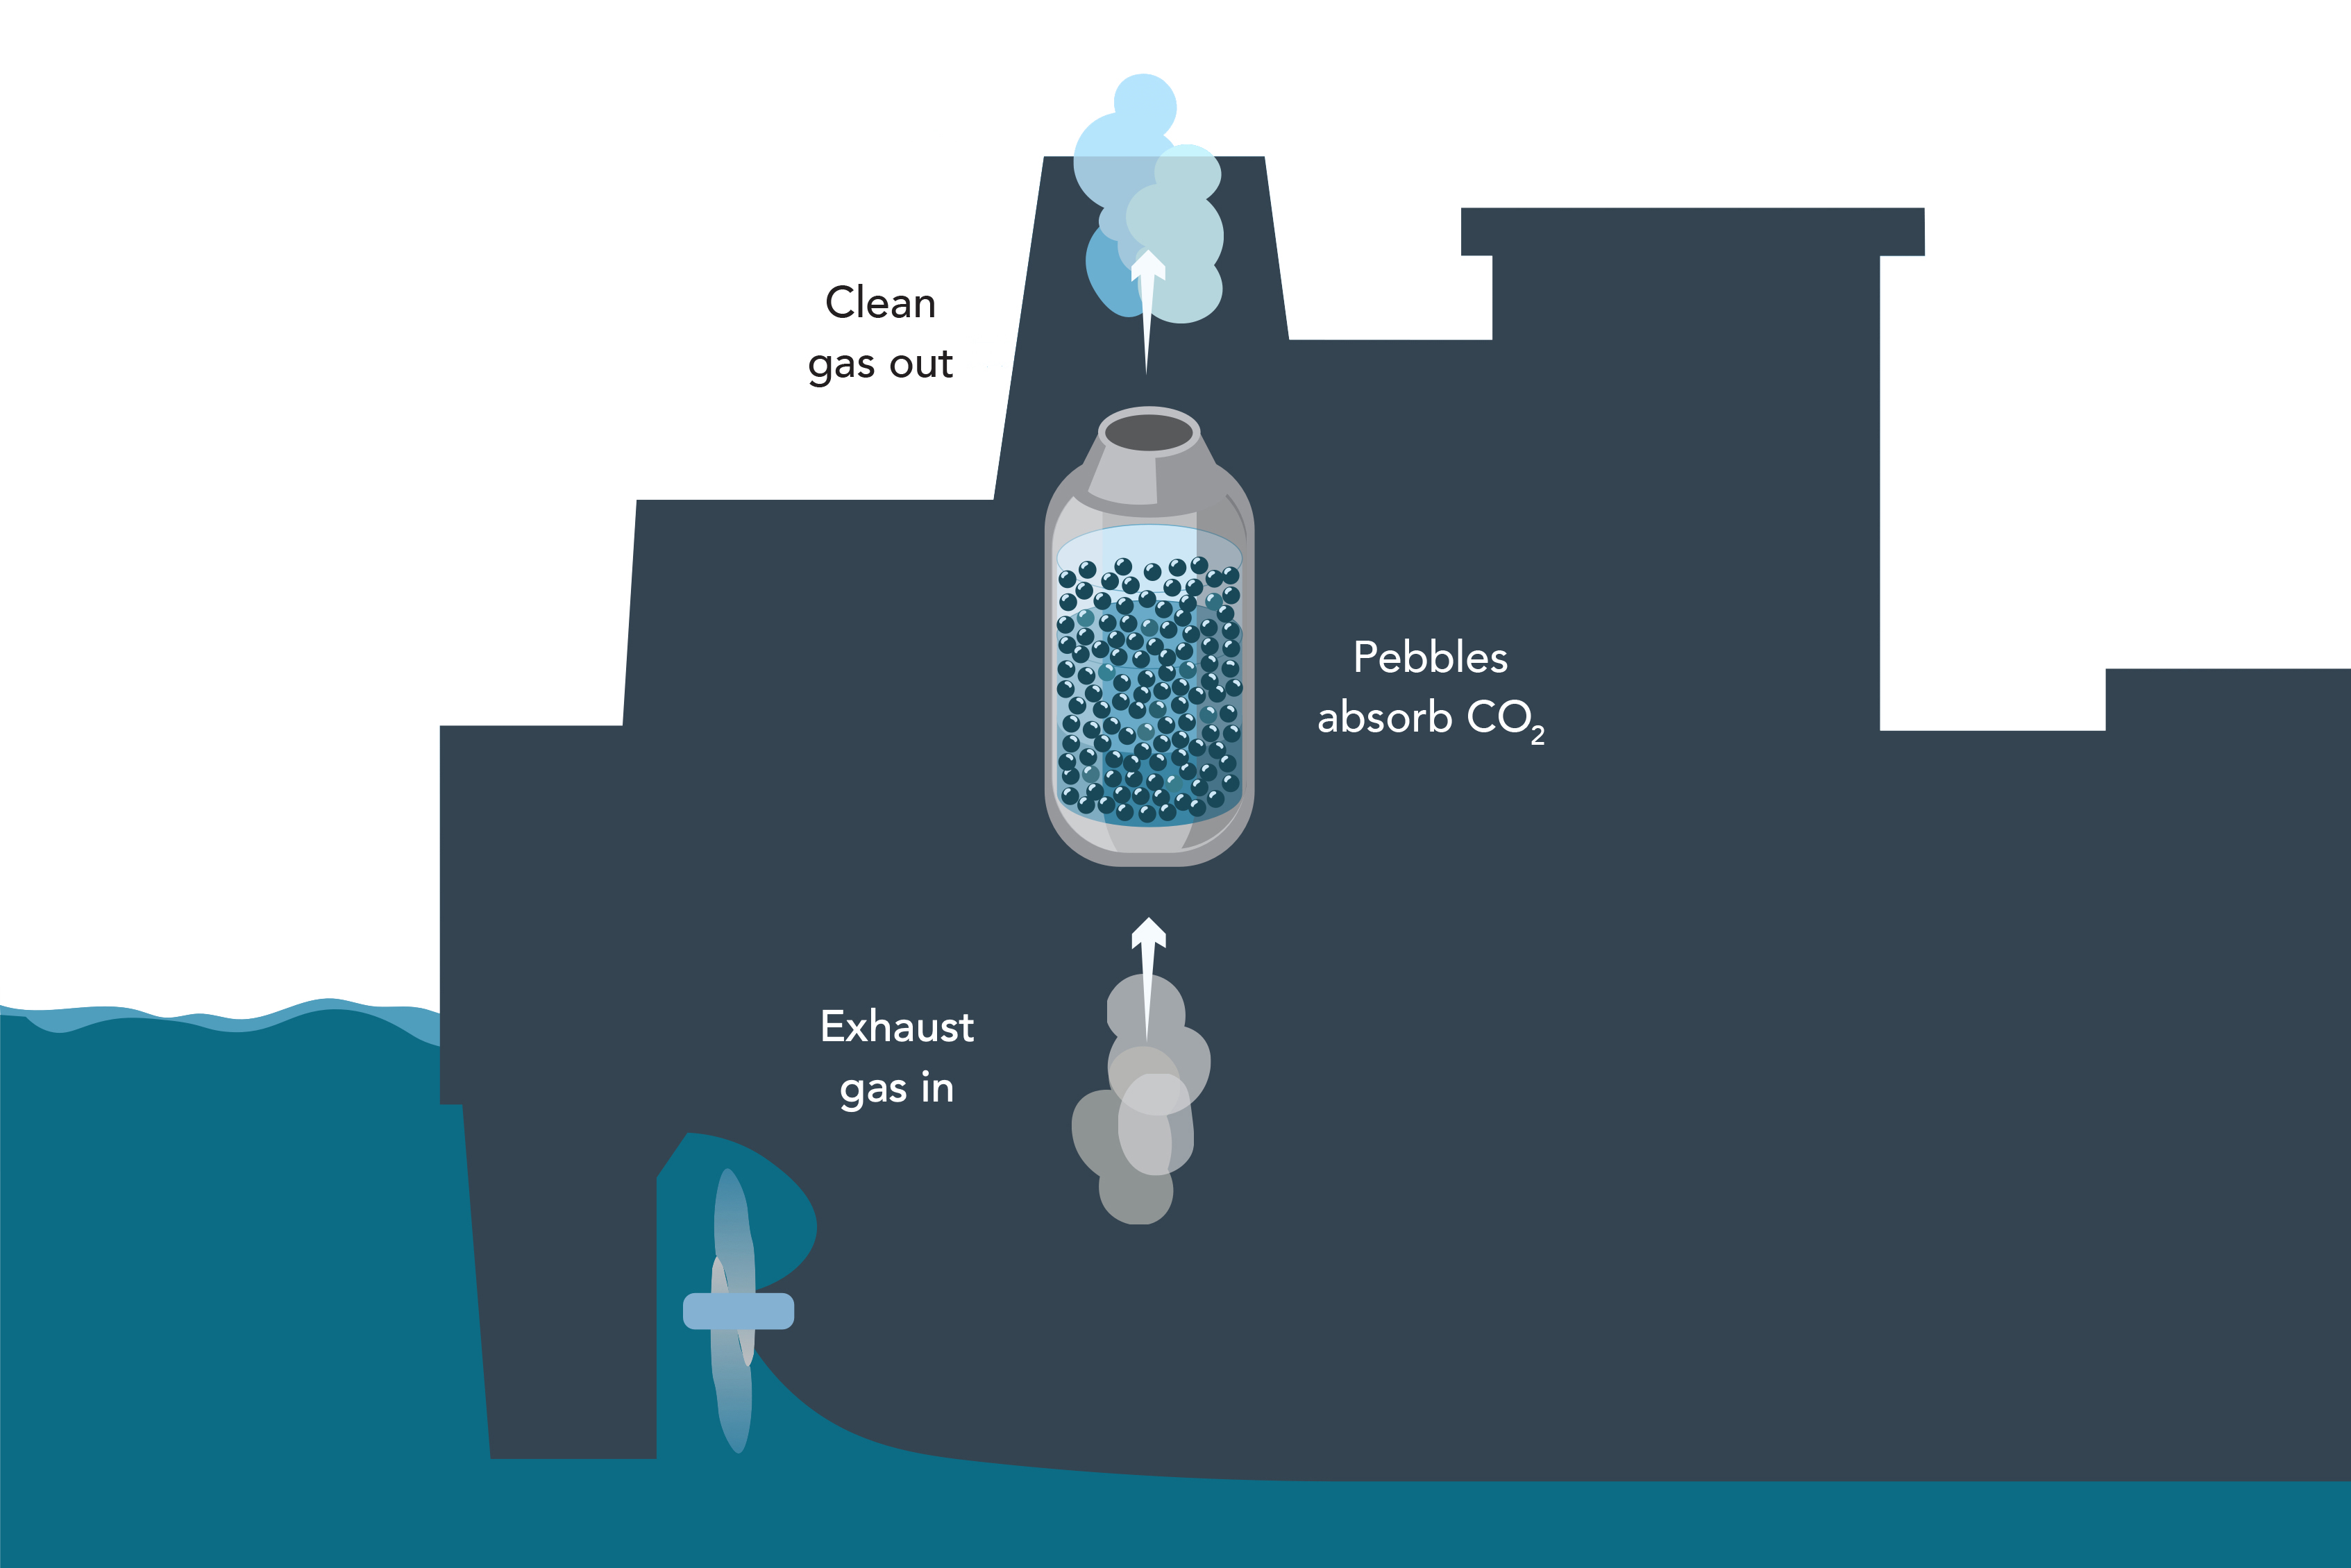 Clean
gas out
Pebbles
absorb CO₂
Exhaust
gas in